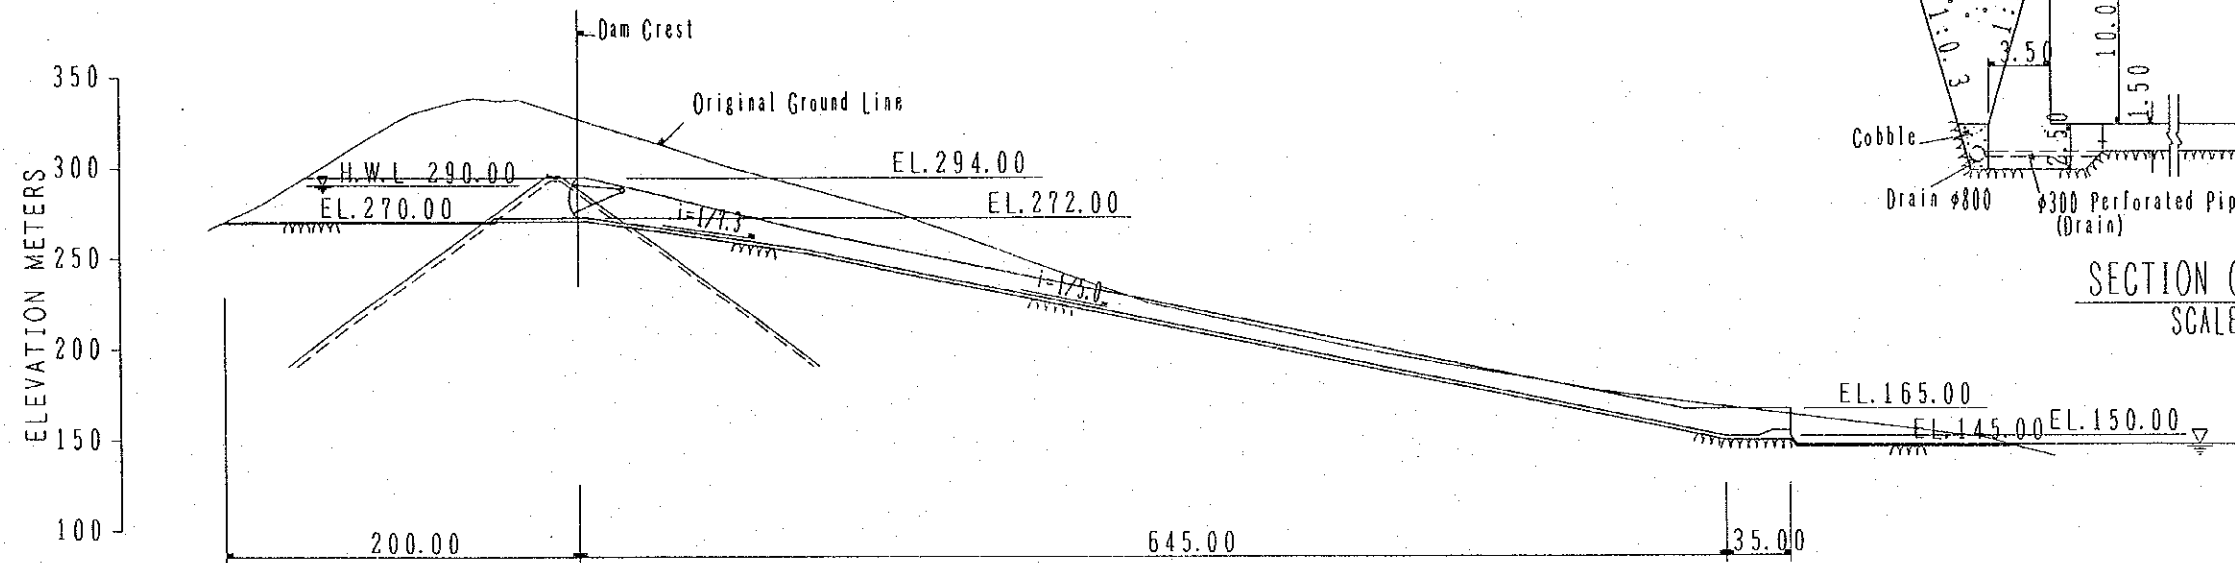 Dam Crest
350
Original Ground Line
300
H.W.L 290.00
EL.294.00
EL.270.00
EL.272.00
i=1/7.3
250
i=1/5.0
200
EL.165.00
150
EL.145.00
EL.150.00
100
ELEVATION METERS
200.00
645.00
35.00
1:0.3
10.0
3.50
1.50
2.50
Cobble
Drain φ800
φ300 Perforated Pip
(Drain)
SECTION
SCALE